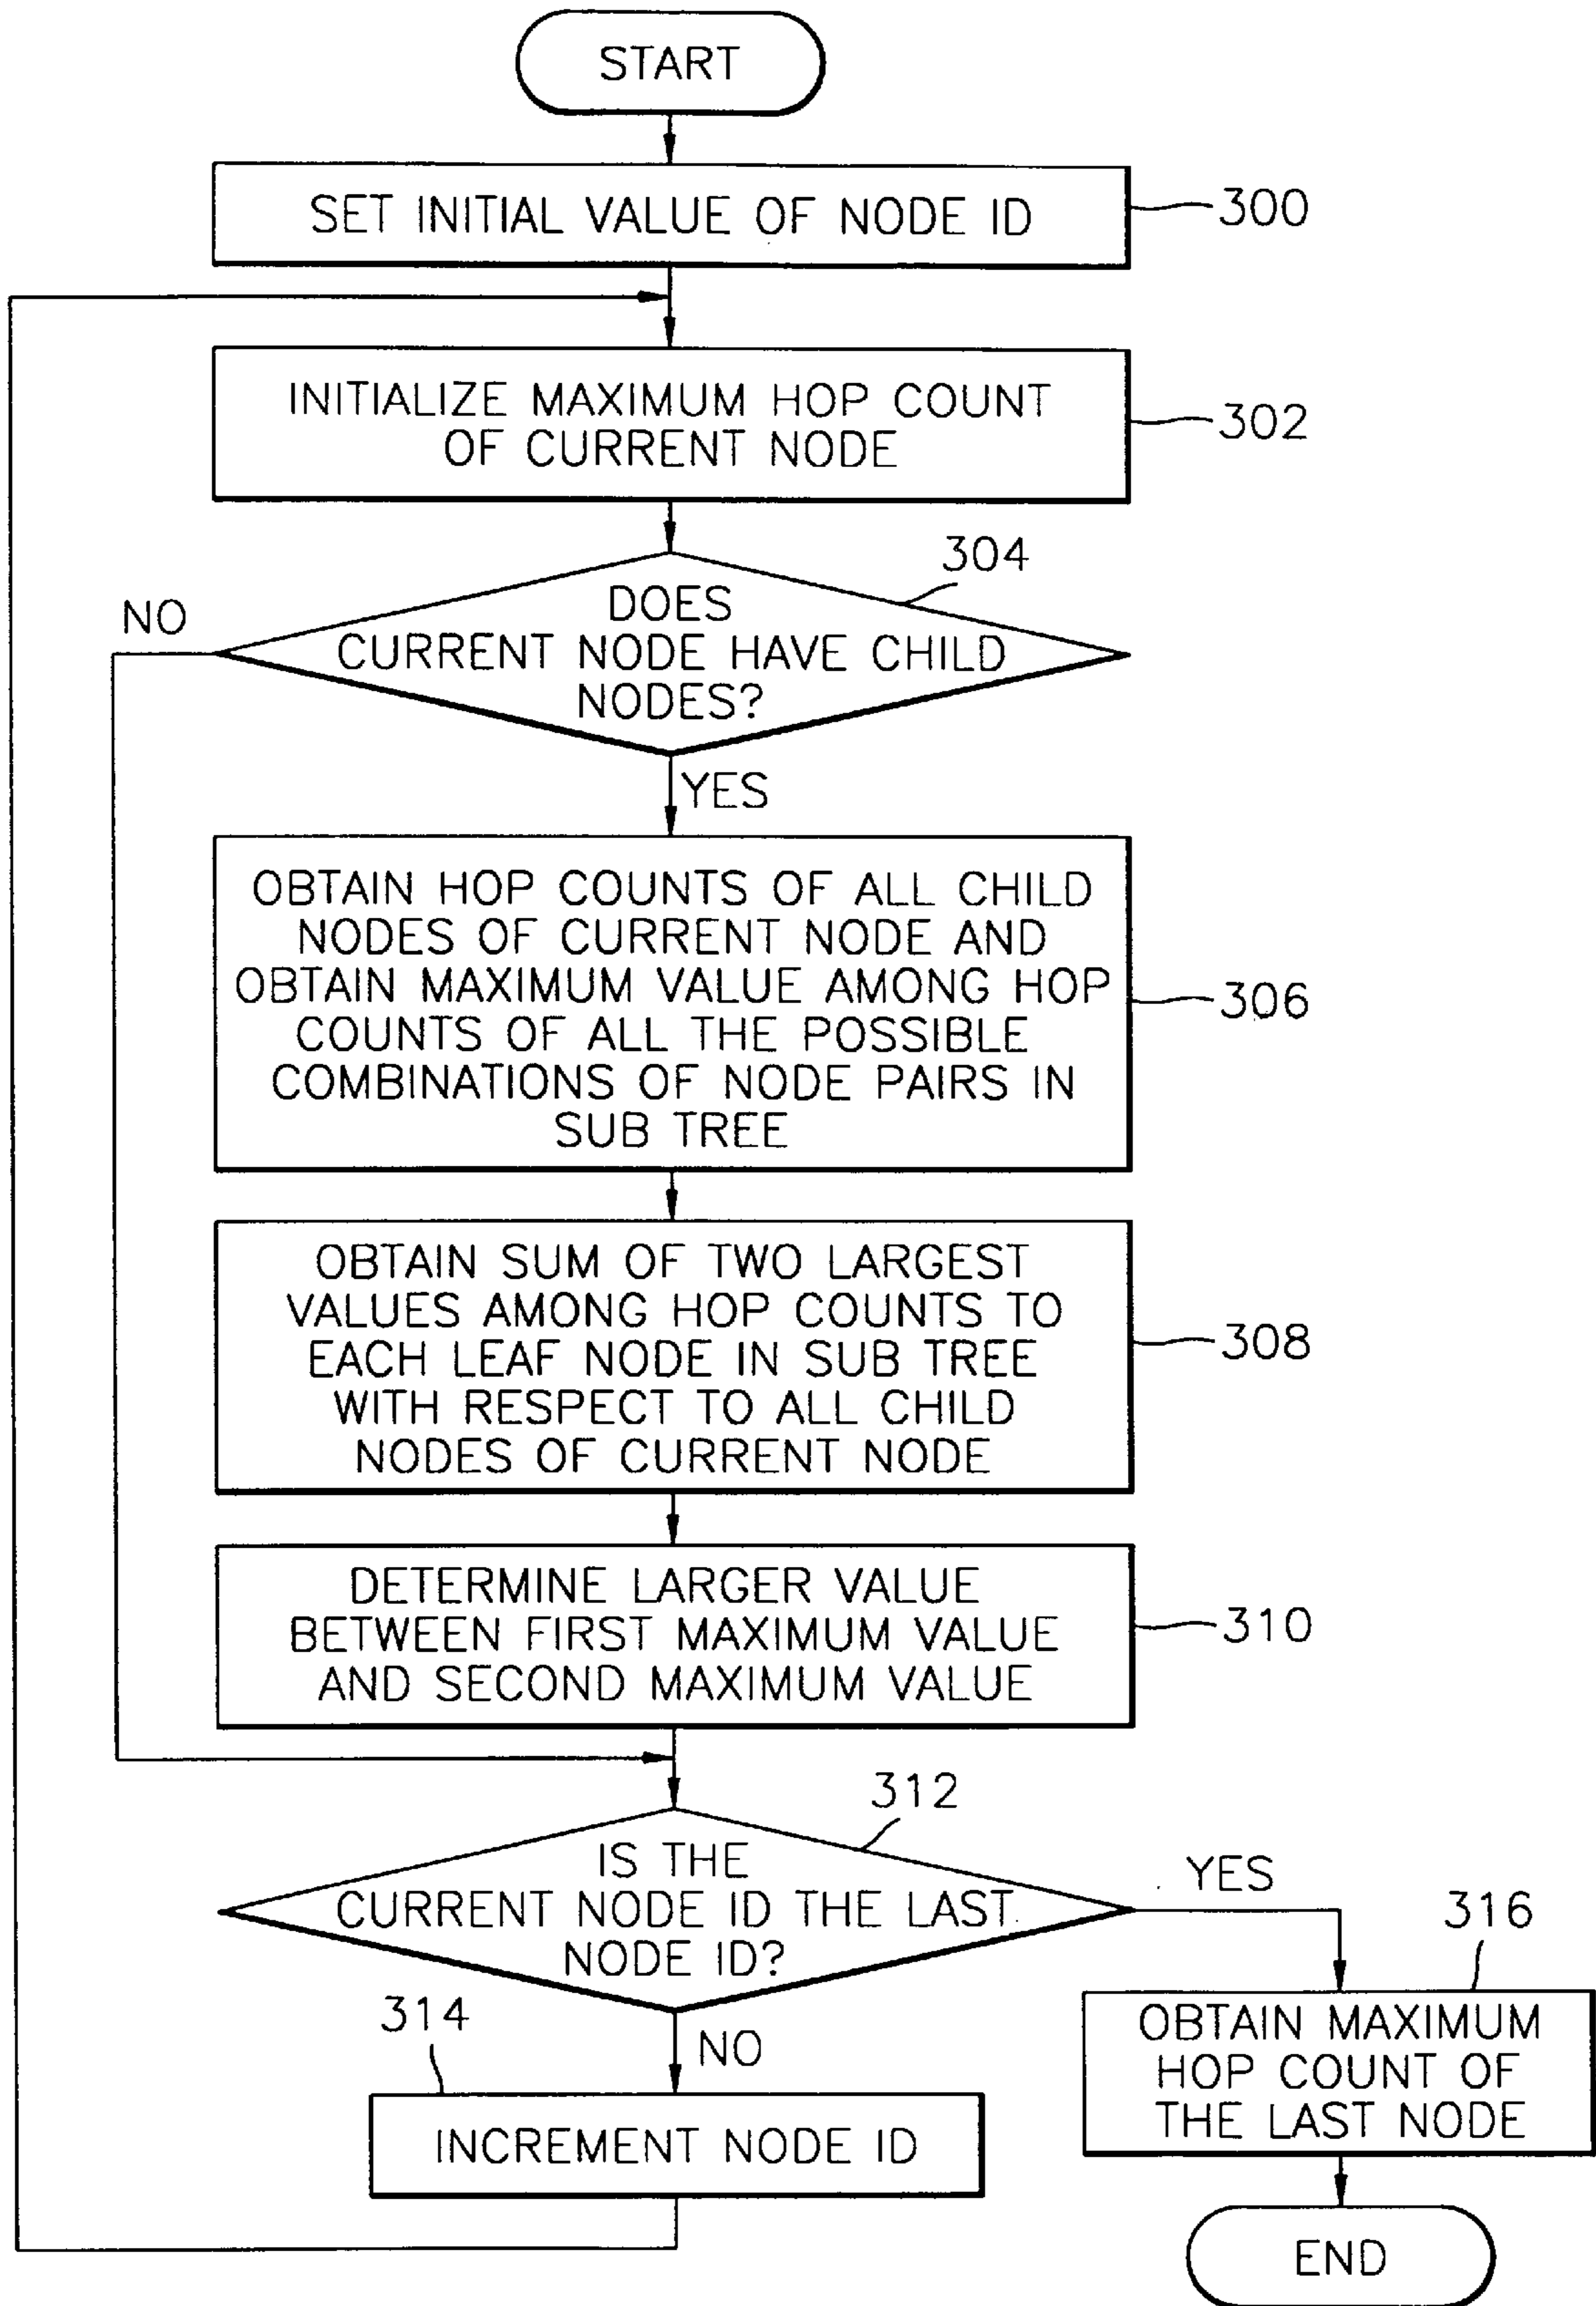 START
SET INITIAL VALUE OF NODE ID
300
INITIALIZE MAXIMUM HOP COUNT
OF CURRENT NODE
302
304
NO
DOES
CURRENT NODE HAVE CHILD
NODES?
YES
OBTAIN HOP COUNTS OF ALL CHILD
NODES OF CURRENT NODE AND
OBTAIN MAXIMUM VALUE AMONG HOP
COUNTS OF ALL THE POSSIBLE
COMBINATIONS OF NODE PAIRS IN
SUB TREE
306
OBTAIN SUM OF TWO LARGEST
VALUES AMONG HOP COUNTS TO
EACH LEAF NODE IN SUB TREE
WITH RESPECT TO ALL CHILD
NODES OF CURRENT NODE
308
DETERMINE LARGER VALUE
BETWEEN FIRST MAXIMUM VALUE
AND SECOND MAXIMUM VALUE
310
312
IS THE
CURRENT NODE ID THE LAST
NODE ID?
YES
316
314
NO
OBTAIN MAXIMUM
HOP COUNT OF
THE LAST NODE
INCREMENT NODE ID
END